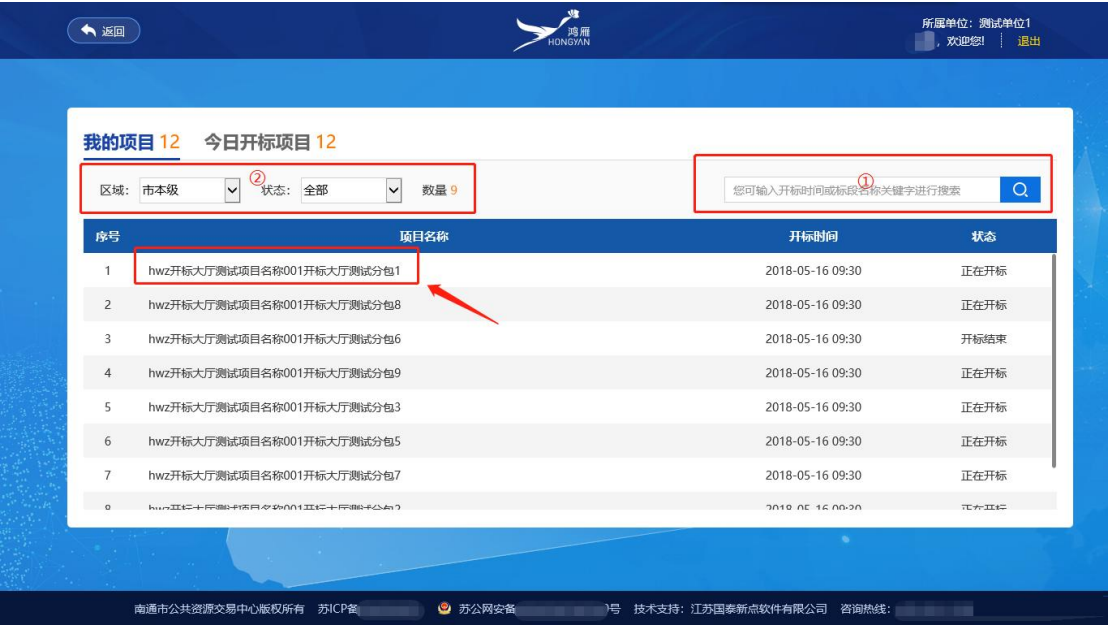 返回
鸿雁
HONGYAN
所属单位：测试单位1
，欢迎您！ 退出
我的项目 12 今日开标项目 12
区域： 市本级 ② 状态： 全部 数量 9
① 您可输入开标时间或标段名称关键字进行搜索
序号 项目名称 开标时间 状态
1 hwz开标大厅测试项目名称001开标大厅测试分包1 2018-05-16 09:30 正在开标
2 hwz开标大厅测试项目名称001开标大厅测试分包8 2018-05-16 09:30 正在开标
3 hwz开标大厅测试项目名称001开标大厅测试分包6 2018-05-16 09:30 开标结束
4 hwz开标大厅测试项目名称001开标大厅测试分包9 2018-05-16 09:30 正在开标
5 hwz开标大厅测试项目名称001开标大厅测试分包3 2018-05-16 09:30 正在开标
6 hwz开标大厅测试项目名称001开标大厅测试分包5 2018-05-16 09:30 正在开标
7 hwz开标大厅测试项目名称001开标大厅测试分包7 2018-05-16 09:30 正在开标
南通市公共资源交易中心版权所有 苏ICP备 苏公网安备 号 技术支持：江苏国泰新点软件有限公司 咨询热线：